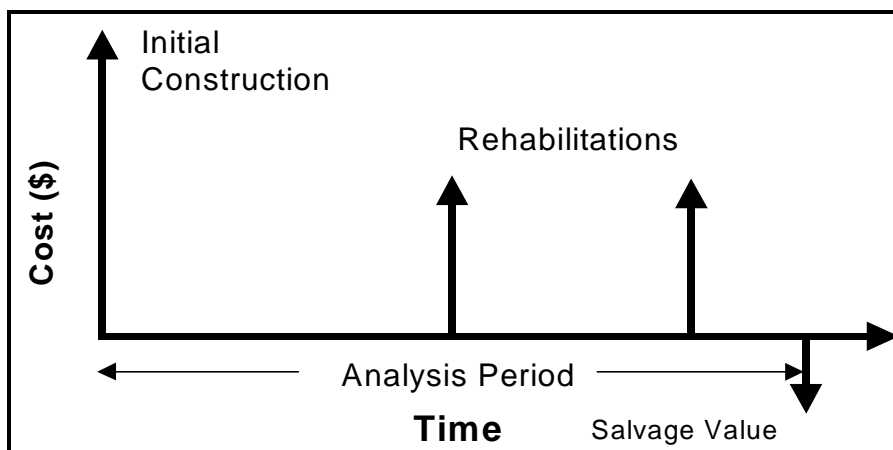 Initial
Construction
Rehabilitations
Cost ($)
Analysis Period
Time
Salvage Value